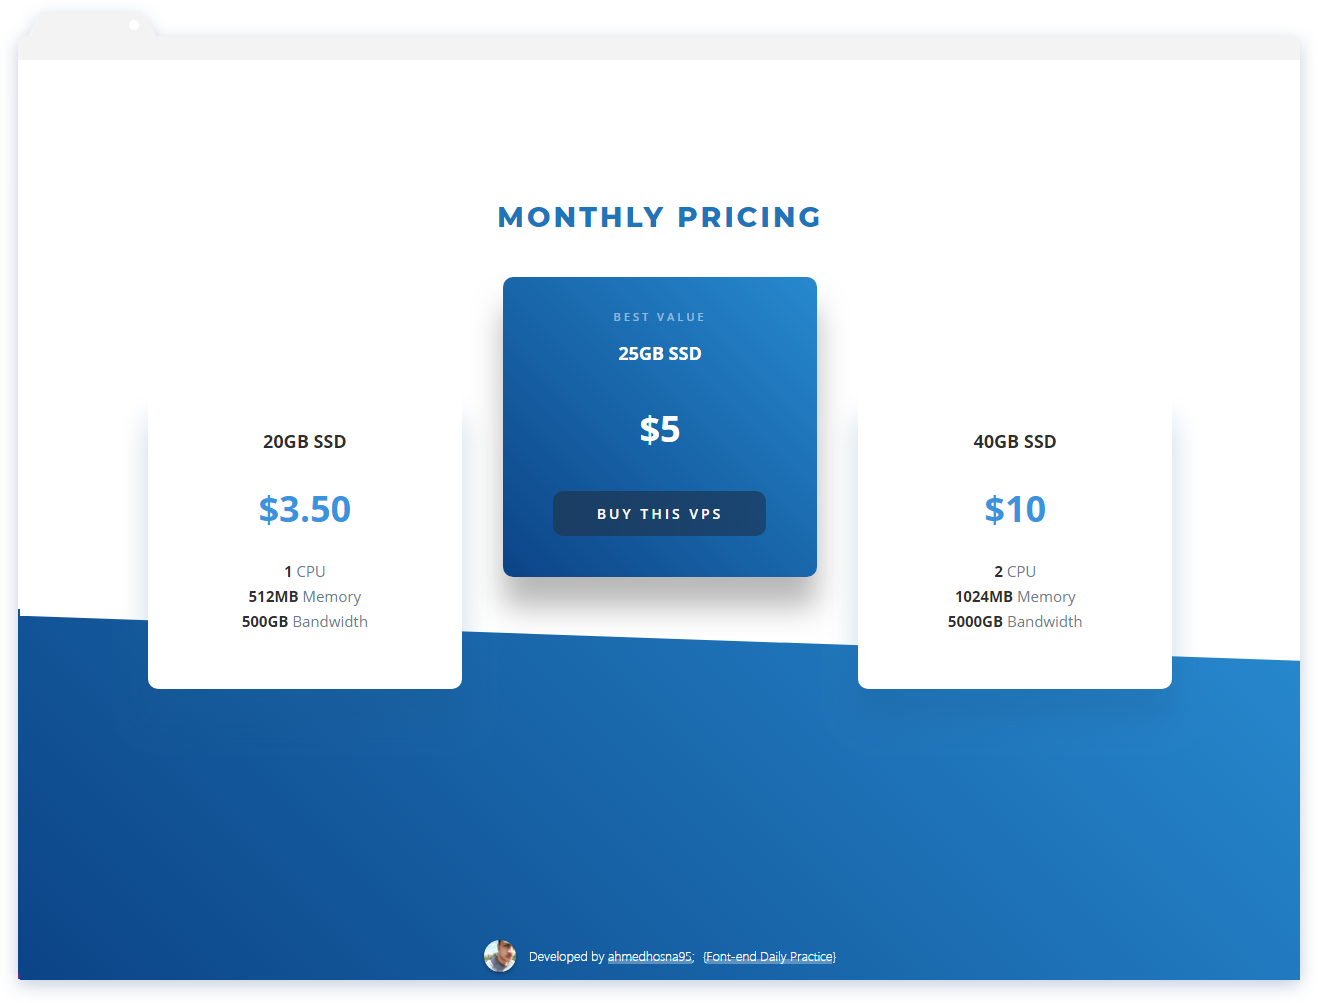 MONTHLY PRICING
BEST VALUE
25GB SSD
$5
BUY THIS VPS
20GB SSD
$3.50
1 CPU
512MB Memory
500GB Bandwidth
40GB SSD
$10
2 CPU
1024MB Memory
5000GB Bandwidth
Developed by ahmedhosna95; {Font-end Daily Practice}